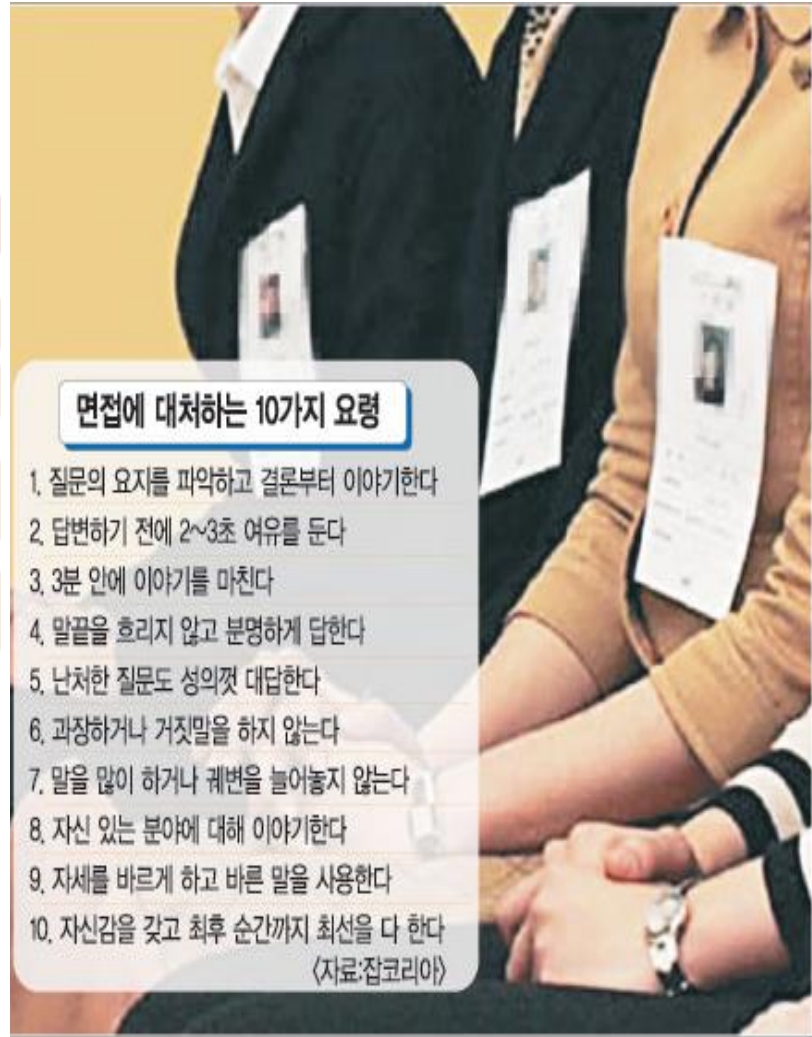 면접에 대처하는 10가지 요령
1. 질문의 요지를 파악하고 결론부터 이야기한다
2. 답변하기 전에 2~3초 여유를 둔다
3. 3분 안에 이야기를 마친다
4. 말끝을 흐리지 않고 분명하게 답한다
5. 난처한 질문도 성의껏 대답한다
6. 과장하거나 거짓말을 하지 않는다
7. 말을 많이 하거나 궤변을 늘어놓지 않는다
8. 자신 있는 분야에 대해 이야기한다
9. 자세를 바르게 하고 바른 말을 사용한다
10. 자신감을 갖고 최후 순간까지 최선을 다 한다
〈자료:잡코리아〉